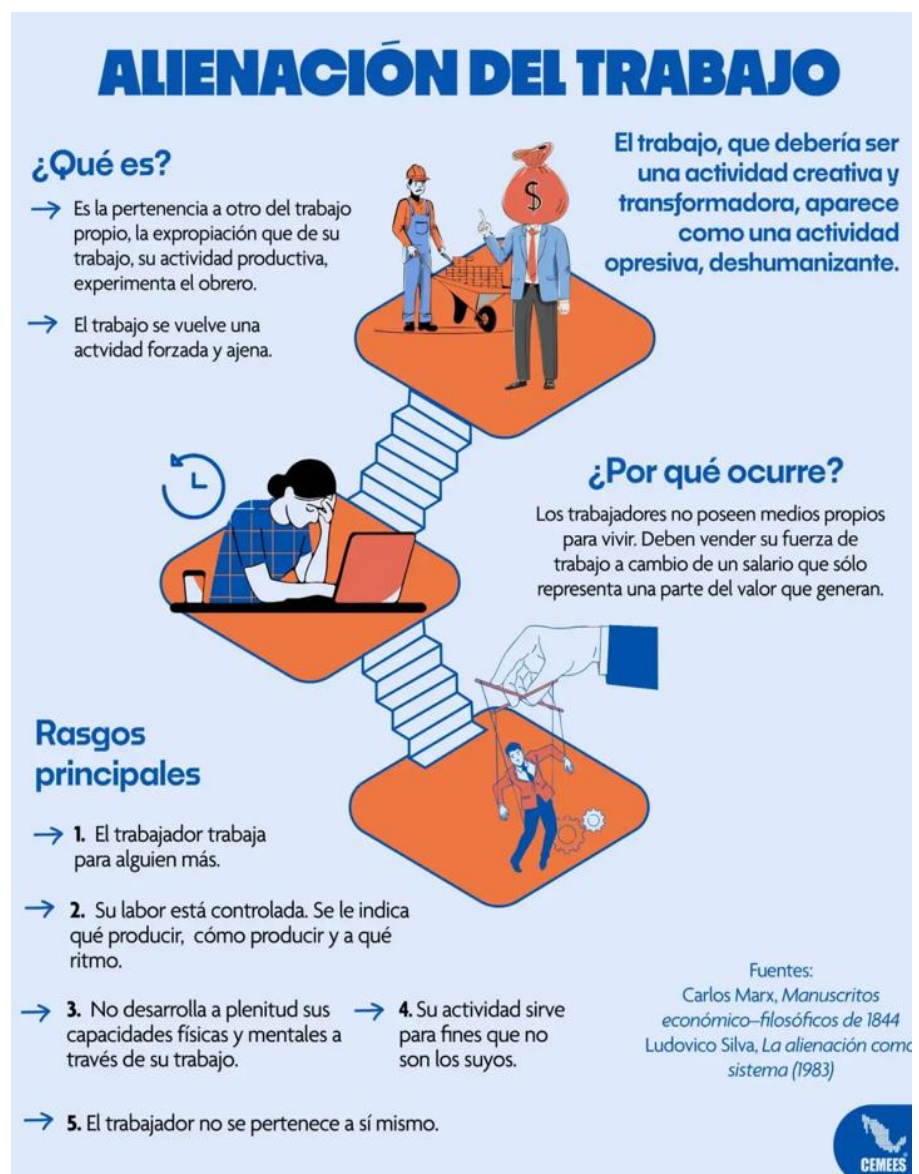 ALIENACIÓN DEL TRABAJO
¿Qué es?
→ Es la pertenencia a otro del trabajo
propio, la expropiación que de su
trabajo, su actividad productiva,
experimenta el obrero.
→ El trabajo se vuelve una
actvidad forzada y ajena.
El trabajo, que debería ser
una actividad creativa y
transformadora, aparece
como una actividad
opresiva, deshumanizante.
$
¿Por qué ocurre?
Los trabajadores no poseen medios propios
para vivir. Deben vender su fuerza de
trabajo a cambio de un salario que sólo
representa una parte del valor que generan.
Rasgos
principales
→ 1. El trabajador trabaja
para alguien más.
→ 2. Su labor está controlada. Se le indica
qué producir, cómo producir y a qué
ritmo.
→ 3. No desarrolla a plenitud sus
capacidades físicas y mentales a
través de su trabajo.
→ 4. Su actividad sirve
para fines que no
son los suyos.
→ 5. El trabajador no se pertenece a sí mismo.
Fuentes:
Carlos Marx, Manuscritos
económico–filosóficos de 1844
Ludovico Silva, La alienación como
sistema (1983)
CEMEES